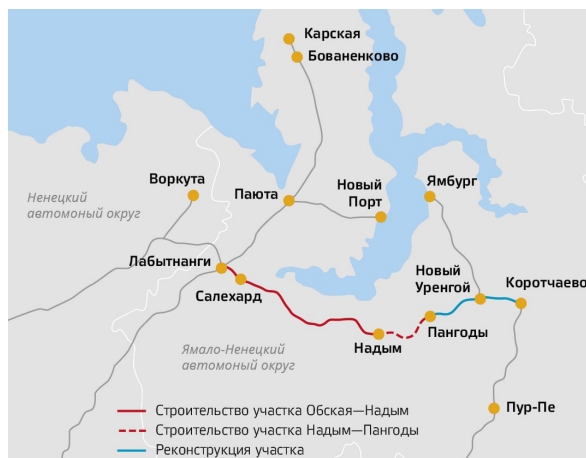 Карская
Бованенково
Воркута
Ненецкий
автомоный округ
Паюта
Новый
Порт
Ямбург
Лабытнанги
Салехард
Новый
Уренгой
Коротчаево
Пангоды
Надым
Ямало-Ненецкий
автомоный округ
Пур-Пе
Строительство участка Обская—Надым
Строительство участка Надым—Пангоды
Реконструкция участка